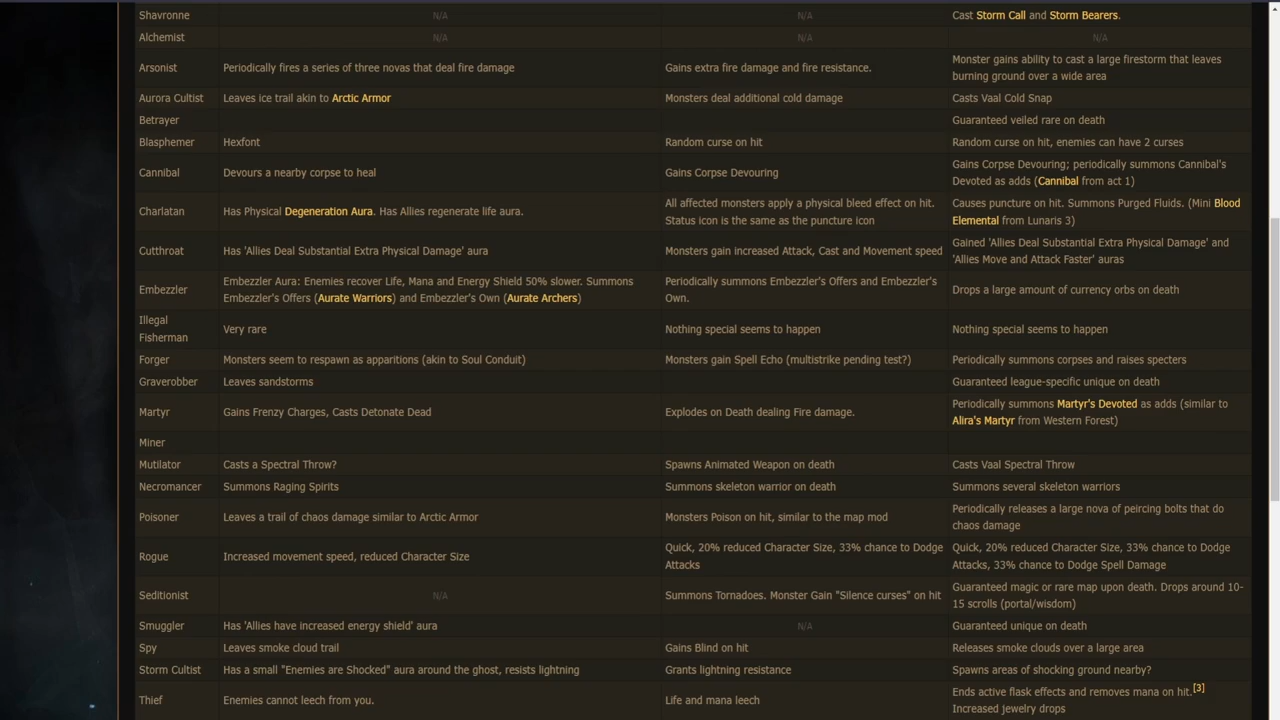 Shavronne N/A N/A Cast Storm Call and Storm Bearers.
Alchemist N/A N/A N/A
Arsonist Periodically fires a series of three novas that deal fire damage Gains extra fire damage and fire resistance. Monster gains ability to cast a large firestorm that leaves
burning ground over a wide area
Aurora Cultist Leaves ice trail akin to Arctic Armor Monsters deal additional cold damage Casts Vaal Cold Snap
Betrayer Guaranteed veiled rare on death
Blasphemer Hexfont Random curse on hit Random curse on hit, enemies can have 2 curses
Cannibal Devours a nearby corpse to heal Gains Corpse Devouring Gains Corpse Devouring; periodically summons Cannibal's
Devoted as adds (Cannibal from act 1)
Charlatan Has Physical Degeneration Aura. Has Allies regenerate life aura. All affected monsters apply a physical bleed effect on hit.
Status icon is the same as the puncture icon
Causes puncture on hit. Summons Purged Fluids. (Mini Blood
Elemental from Lunaris 3)
Cutthroat Has 'Allies Deal Substantial Extra Physical Damage' aura Monsters gain increased Attack, Cast and Movement speed Gained 'Allies Deal Substantial Extra Physical Damage' and
'Allies Move and Attack Faster' auras
Embezzler Embezzler Aura: Enemies recover Life, Mana and Energy Shield 50% slower. Summons
Embezzler's Offers (Aurate Warriors) and Embezzler's Own (Aurate Archers)
Periodically summons Embezzler's Offers and Embezzler's
Own.
Drops a large amount of currency orbs on death
Illegal
Fisherman
Very rare Nothing special seems to happen Nothing special seems to happen
Forger Monsters seem to respawn as apparitions (akin to Soul Conduit) Monsters gain Spell Echo (multistrike pending test?) Periodically summons corpses and raises specters
Graverobber Leaves sandstorms Guaranteed league-specific unique on death
Martyr Gains Frenzy Charges, Casts Detonate Dead Explodes on Death dealing Fire damage. Periodically summons Martyr's Devoted as adds (similar to
Alira's Martyr from Western Forest)
Miner
Mutilator Casts a Spectral Throw? Spawns Animated Weapon on death Casts Vaal Spectral Throw
Necromancer Summons Raging Spirits Summons skeleton warrior on death Summons several skeleton warriors
Poisoner Leaves a trail of chaos damage similar to Arctic Armor Monsters Poison on hit, similar to the map mod Periodically releases a large nova of peircing bolts that do
chaos damage
Rogue Increased movement speed, reduced Character Size Quick, 20% reduced Character Size, 33% chance to Dodge
Attacks
Quick, 20% reduced Character Size, 33% chance to Dodge
Attacks, 33% chance to Dodge Spell Damage
Seditionist N/A Summons Tornadoes. Monster Gain "Silence curses" on hit Guaranteed magic or rare map upon death. Drops around 10-
15 scrolls (portal/wisdom)
Smuggler Has 'Allies have increased energy shield' aura N/A Guaranteed unique on death
Spy Leaves smoke cloud trail Gains Blind on hit Releases smoke clouds over a large area
Storm Cultist Has a small "Enemies are Shocked" aura around the ghost, resists lightning Grants lightning resistance Spawns areas of shocking ground nearby?
Thief Enemies cannot leech from you. Life and mana leech Ends active flask effects and removes mana on hit.[3]
Increased jewelry drops